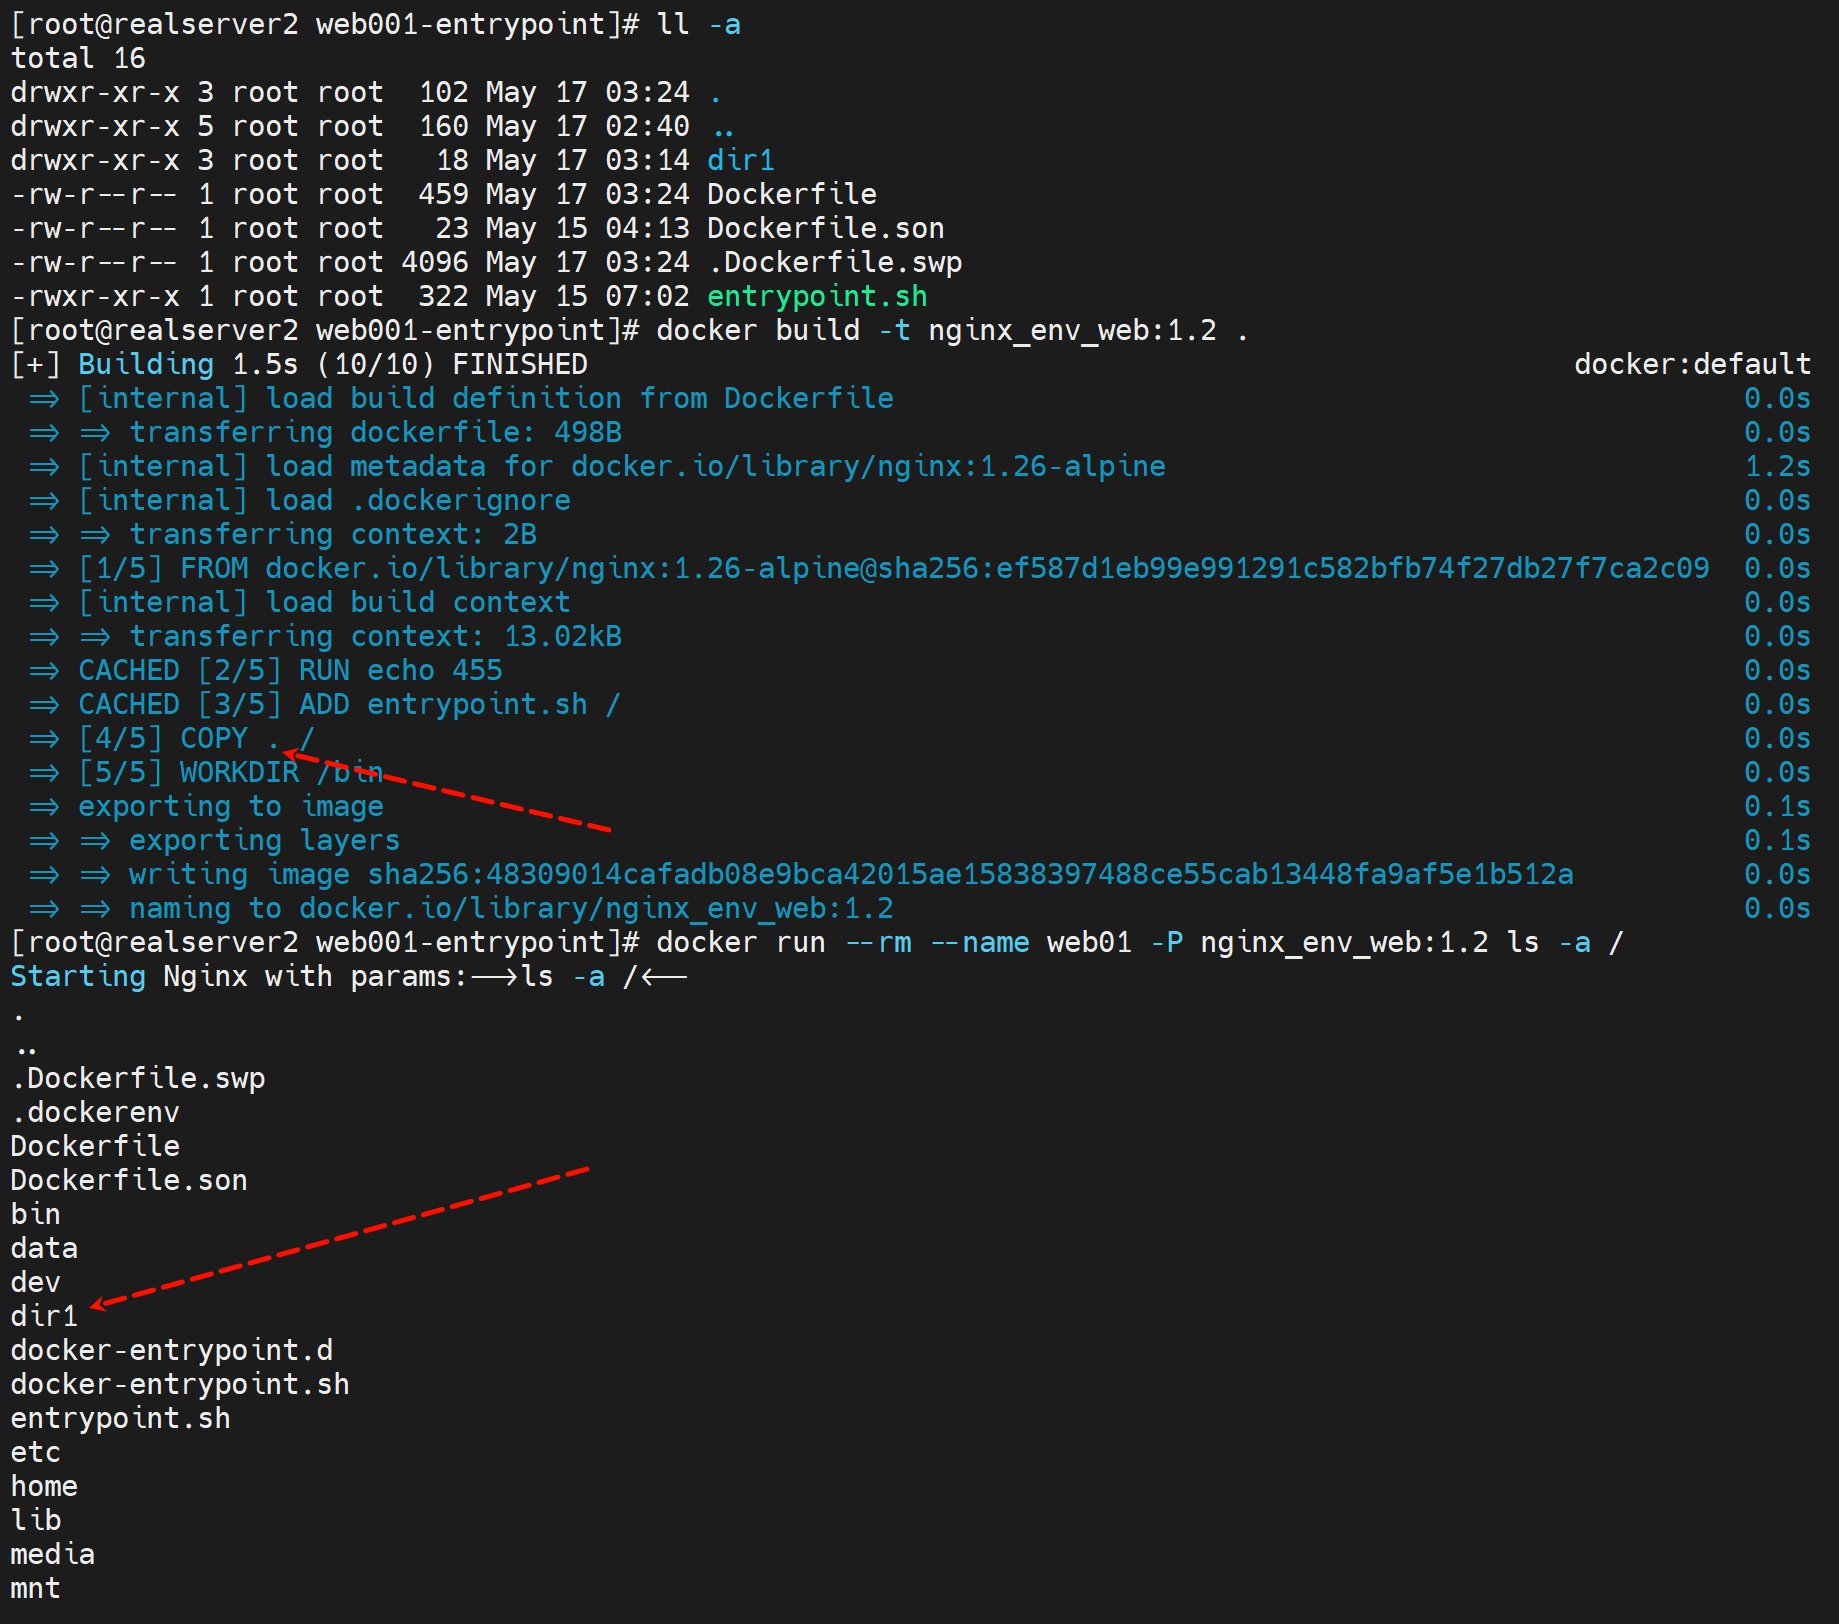 [root@realserver2 web001-entrypoint]# ll -a
total 16
drwxr-xr-x 3 root root  102 May 17 03:24 .
drwxr-xr-x 5 root root  160 May 17 02:40 ..
drwxr-xr-x 3 root root   18 May 17 03:14 dir1
-rw-r--r-- 1 root root  459 May 17 03:24 Dockerfile
-rw-r--r-- 1 root root   23 May 15 04:13 Dockerfile.son
-rw-r--r-- 1 root root 4096 May 17 03:24 .Dockerfile.swp
-rwxr-xr-x 1 root root  322 May 15 07:02 entrypoint.sh
[root@realserver2 web001-entrypoint]# docker build -t nginx_env_web:1.2 .
[+] Building 1.5s (10/10) FINISHED docker:default
=> [internal] load build definition from Dockerfile 0.0s
=> => transferring dockerfile: 498B 0.0s
=> [internal] load metadata for docker.io/library/nginx:1.26-alpine 1.2s
=> [internal] load .dockerignore 0.0s
=> => transferring context: 2B 0.0s
=> [1/5] FROM docker.io/library/nginx:1.26-alpine@sha256:ef587d1eb99e991291c582bfb74f27db27f7ca2c09 0.0s
=> [internal] load build context 0.0s
=> => transferring context: 13.02kB 0.0s
=> CACHED [2/5] RUN echo 455 0.0s
=> CACHED [3/5] ADD entrypoint.sh / 0.0s
=> [4/5] COPY . / 0.0s
=> [5/5] WORKDIR /bin 0.0s
=> exporting to image 0.1s
=> => exporting layers 0.1s
=> => writing image sha256:48309014cafadb08e9bca42015ae15838397488ce55cab13448fa9af5e1b512a 0.0s
=> => naming to docker.io/library/nginx_env_web:1.2 0.0s
[root@realserver2 web001-entrypoint]# docker run --rm --name web01 -P nginx_env_web:1.2 ls -a /
Starting Nginx with params:-->ls -a /<--
.
..
.Dockerfile.swp
.dockerenv
Dockerfile
Dockerfile.son
bin
data
dev
dir1
docker-entrypoint.d
docker-entrypoint.sh
entrypoint.sh
etc
home
lib
media
mnt